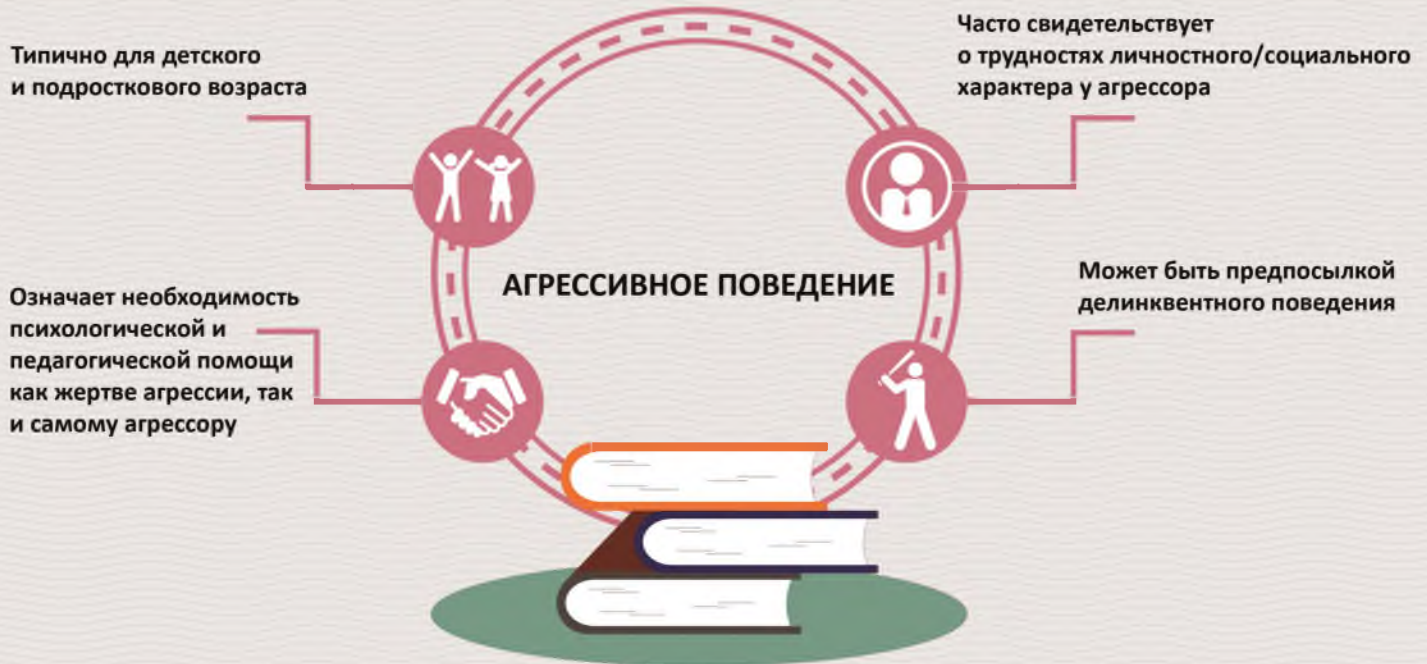 Типично для детского
и подросткового возраста
Часто свидетельствует
о трудностях личностного/социального
характера у агрессора
АГРЕССИВНОЕ ПОВЕДЕНИЕ
Означает необходимость
психологической и
педагогической помощи
как жертве агрессии, так
и самому агрессору
Может быть предпосылкой
делинквентного поведения